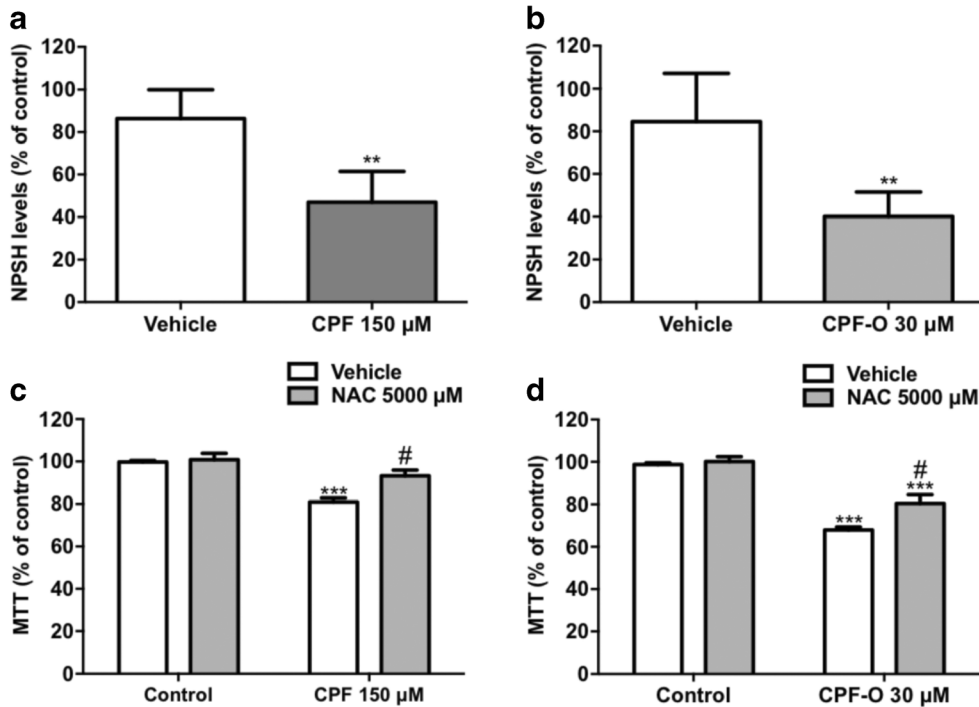 a
NPSH levels (% of control)
120
100
80
60
40
20
0
**
Vehicle
CPF 150 µM
b
NPSH levels (% of control)
120
100
80
60
40
20
0
**
Vehicle
CPF-O 30 µM
c
Vehicle
NAC 5000 µM
MTT (% of control)
120
100
80
60
40
20
0
***
#
Control
CPF 150 µM
d
Vehicle
NAC 5000 µM
MTT (% of control)
120
100
80
60
40
20
0
***
#
***
Control
CPF-O 30 µM